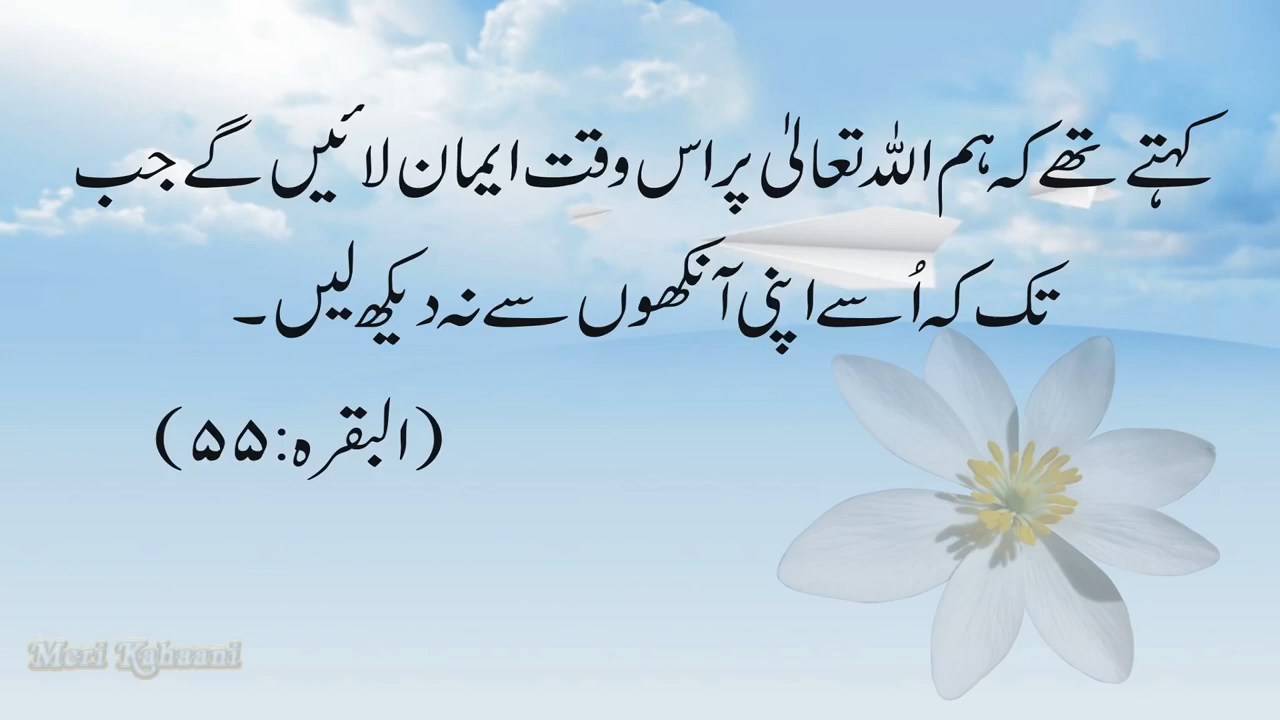 کہتے تھے کہ ہم اللہ تعالیٰ پر اس وقت ایمان لائیں گے جب
تک کہ اُسے اپنی آنکھوں سے نہ دیکھ لیں۔
(البقرہ: ۵۵)
Meri Kahaani